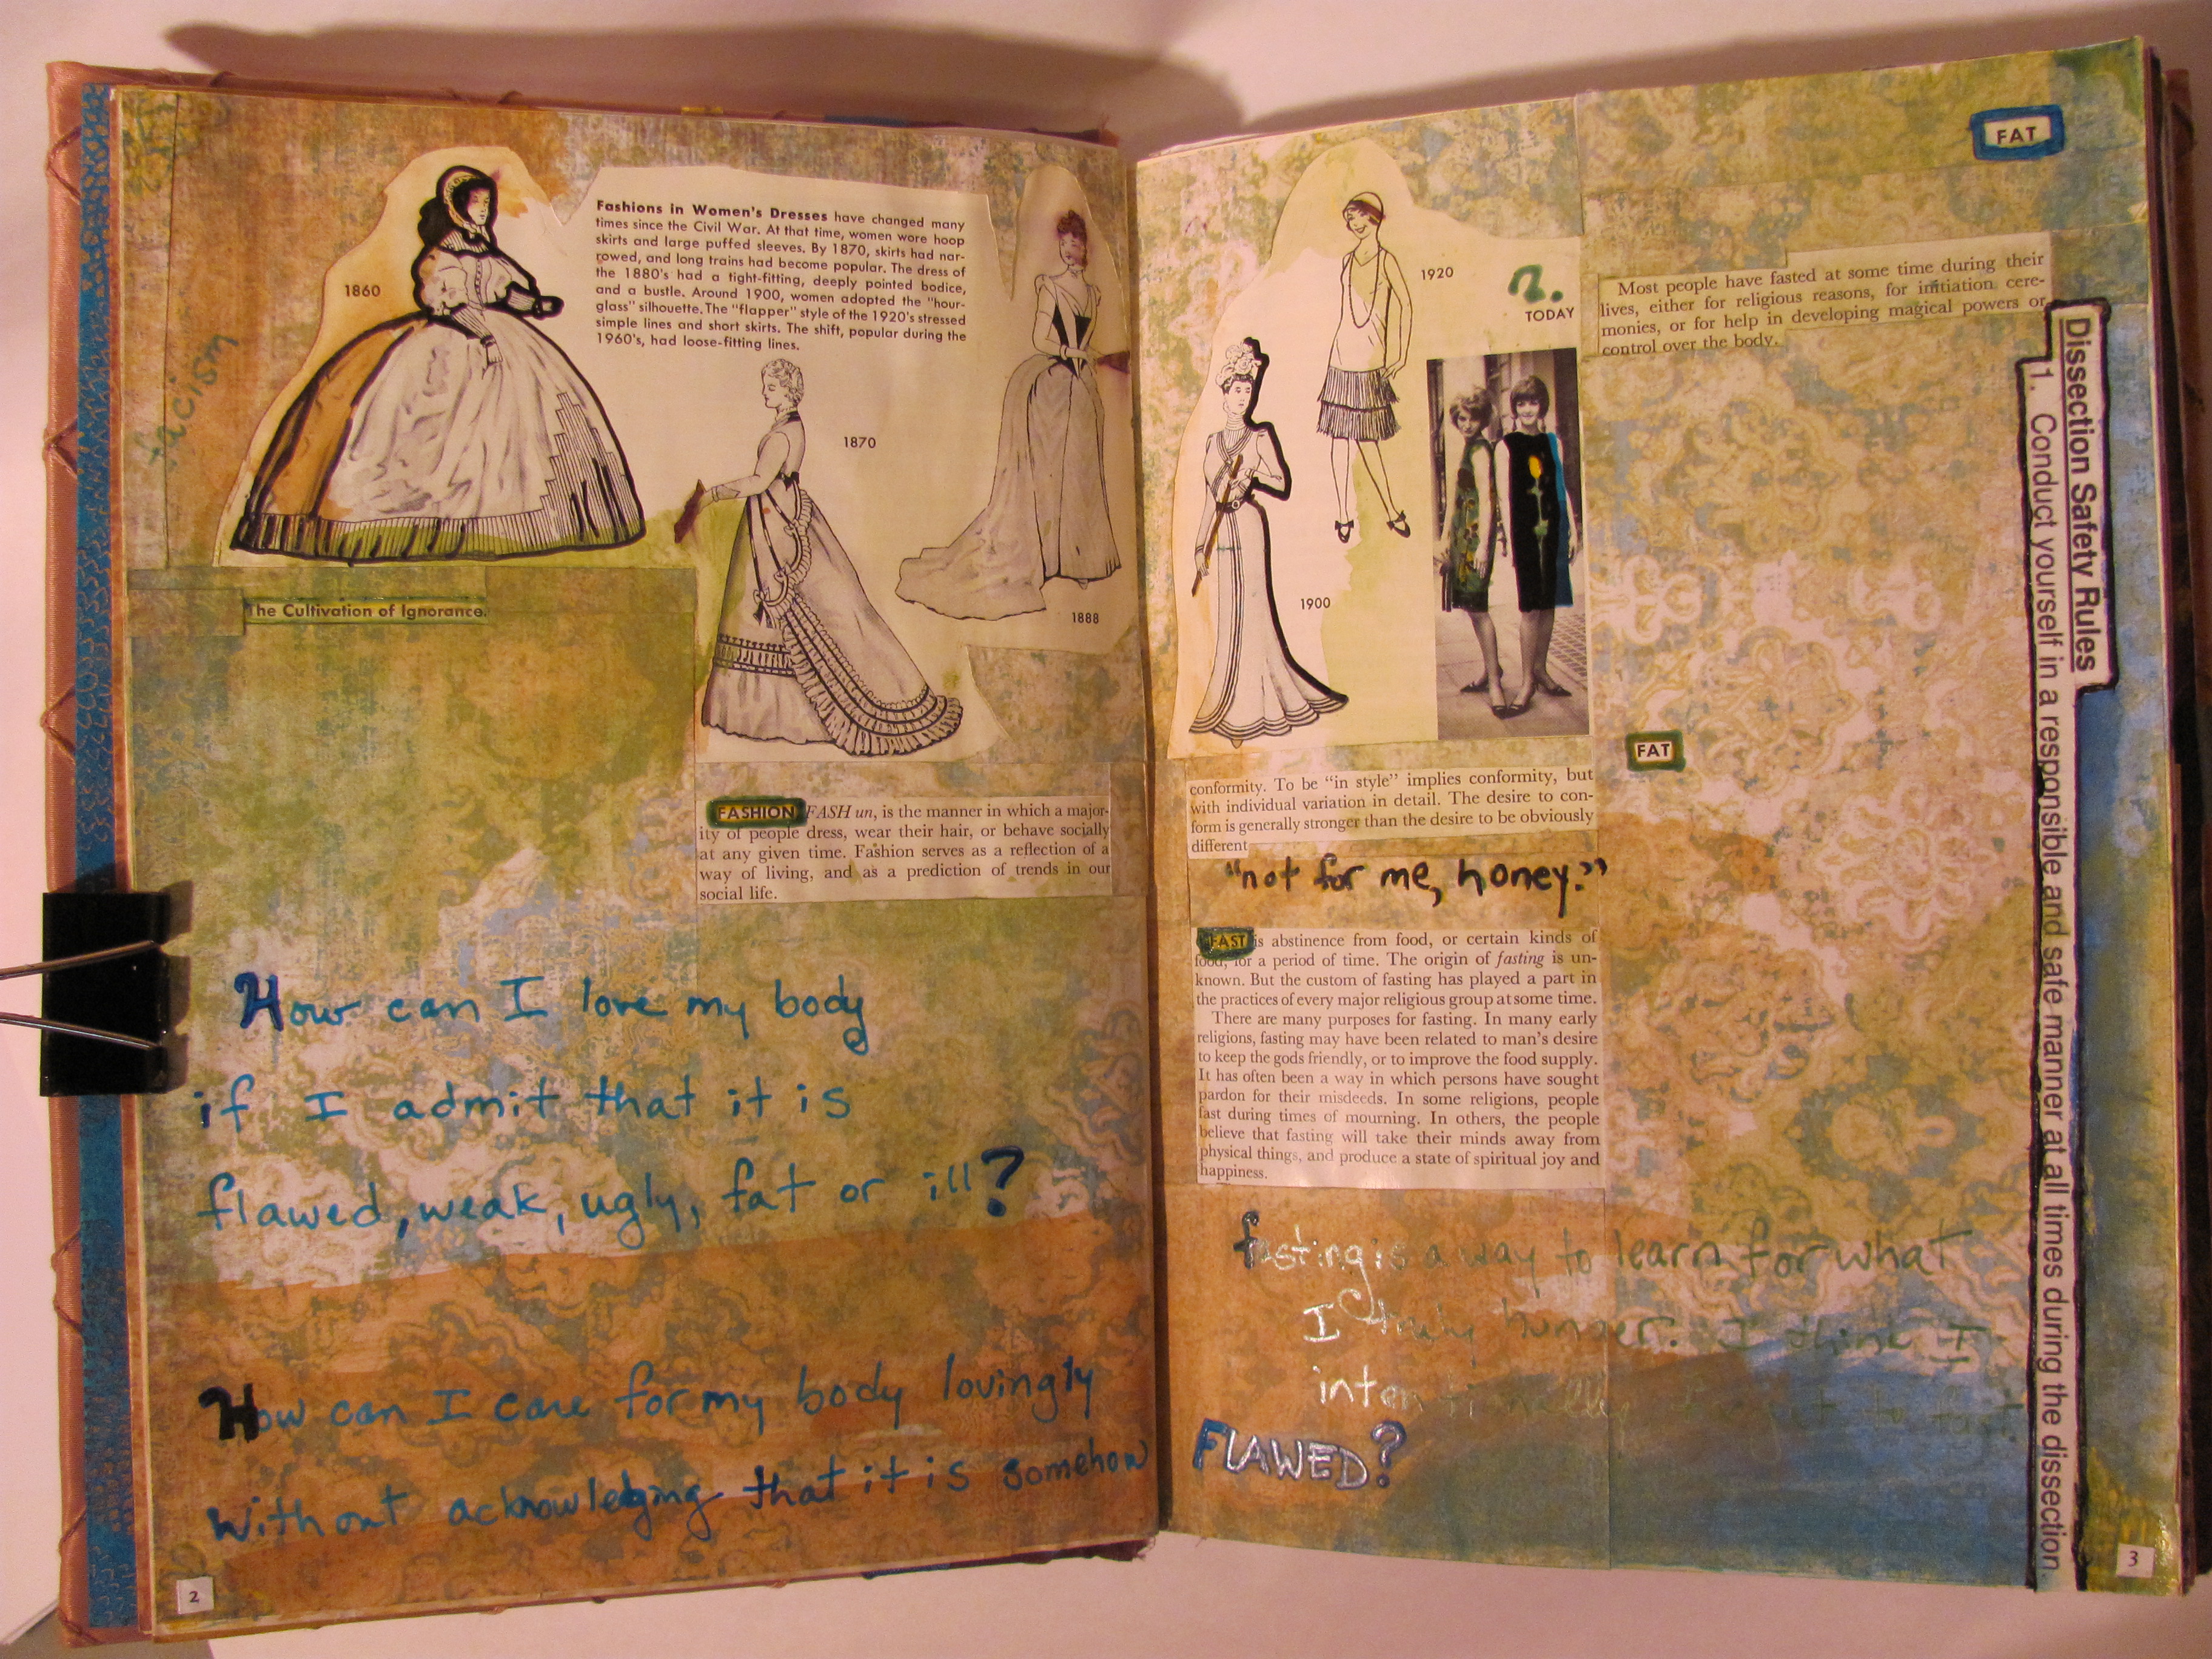 racism
1860
Fashions in Women's Dresses have changed many
times since the Civil War. At that time, women wore hoop
skirts and large puffed sleeves. By 1870, skirts had nar-
rowed, and long trains had become popular. The dress of
the 1880's had a tight-fitting, deeply pointed bodice,
and a bustle. Around 1900, women adopted the "hour-
glass" silhouette. The "flapper" style of the 1920's stressed
simple lines and short skirts. The shift, popular during the
1960's, had loose-fitting lines.
1870
1888
The Cultivation of Ignorance.
FASHION FASH un, is the manner in which a major-
ity of people dress, wear their hair, or behave socially
at any given time. Fashion serves as a reflection of a
way of living, and as a prediction of trends in our
social life.
How can I love my body
if I admit that it is
flawed, weak, ugly, fat or ill?
How can I care for my body lovingly
without acknowledging that it is somehow
2
1920
?.
TODAY
1900
conformity. To be "in style" implies conformity, but
with individual variation in detail. The desire to con-
form is generally stronger than the desire to be obviously
different
"not for me, honey."
FAST is abstinence from food, or certain kinds of
food, for a period of time. The origin of fasting is un-
known. But the custom of fasting has played a part in
the practices of every major religious group at some time.
There are many purposes for fasting. In many early
religions, fasting may have been related to man's desire
to keep the gods friendly, or to improve the food supply.
It has often been a way in which persons have sought
pardon for their misdeeds. In some religions, people
fast during times of mourning. In others, the people
believe that fasting will take their minds away from
physical things, and produce a state of spiritual joy and
happiness.
fasting is a way to learn for what
I truly hunger. I think I
intentionally to fast.
FLAWED?
FAT
Most people have fasted at some time during their
lives, either for religious reasons, for initiation cere-
monies, or for help in developing magical powers or
control over the body.
FAT
Dissection Safety Rules
1. Conduct yourself in a responsible and safe manner at all times during the dissection.
3